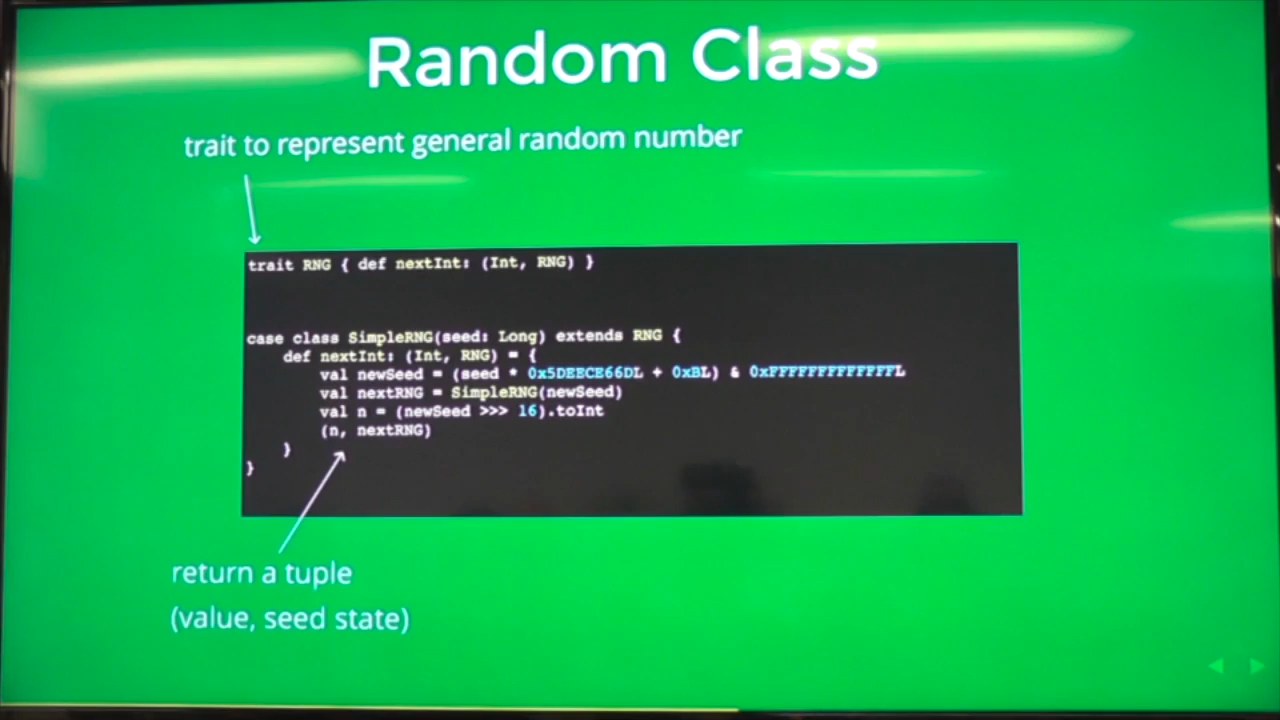 Random Class
trait to represent general random number
trait RNG { def nextInt: (Int, RNG) }
case class SimpleRNG(seed: Long) extends RNG {
def nextInt: (Int, RNG) = {
val newSeed = (seed * 0x5DEECE66DL + 0xBL) & 0xFFFFFFFFFFFFFL
val nextRNG = SimpleRNG(newSeed)
val n = (newSeed >>> 16).toInt
(n, nextRNG)
}
}
return a tuple
(value, seed state)